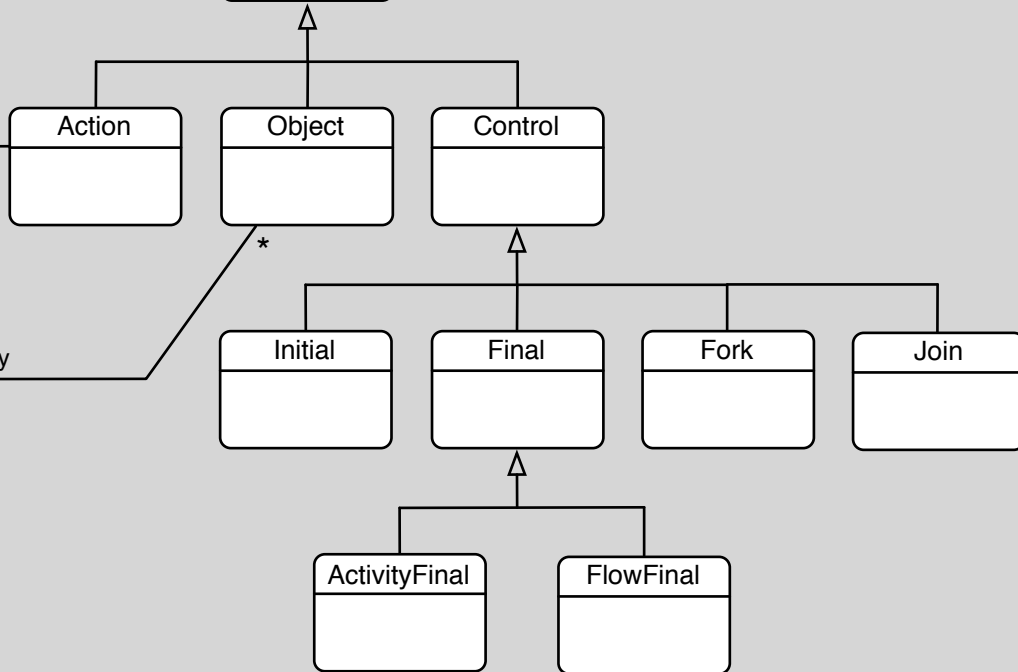 Action
Object
Control
*
y
Initial
Final
Fork
Join
ActivityFinal
FlowFinal